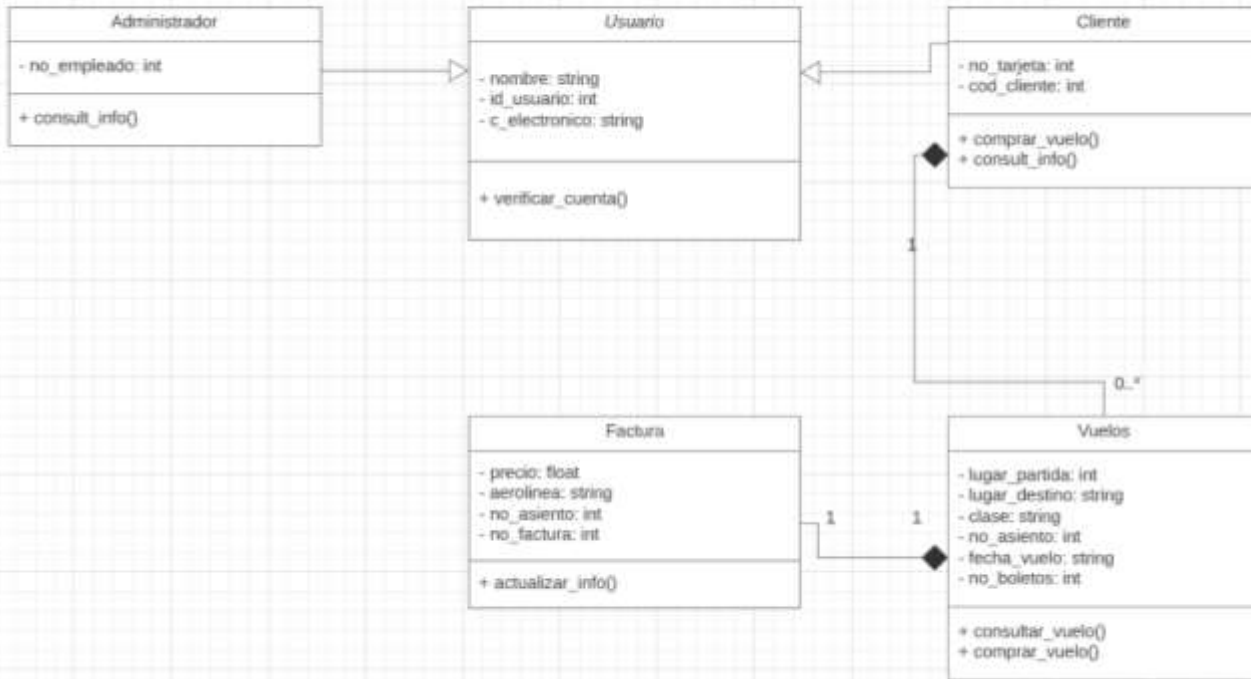 Administrador
- no_empleado: int
+ consult_info()
Usuario
- nombre: string
- id_usuario: int
- c_electronico: string
+ verificar_cuenta()
Cliente
- no_tarjeta: int
- cod_cliente: int
+ comprar_vuelo()
+ consult_info()
1
0..*
Factura
- precio: float
- aerolinea: string
- no_asiento: int
- no_factura: int
+ actualizar_info()
1
1
Vuelos
- lugar_partida: int
- lugar_destino: string
- clase: string
- no_asiento: int
- fecha_vuelo: string
- no_boletos: int
+ consultar_vuelo()
+ comprar_vuelo()